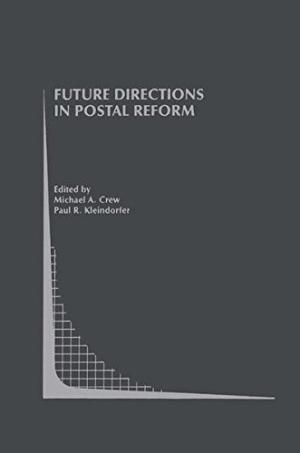 FUTURE DIRECTIONS
IN POSTAL REFORM
Edited by
Michael A. Crew
Paul R. Kleindorfer